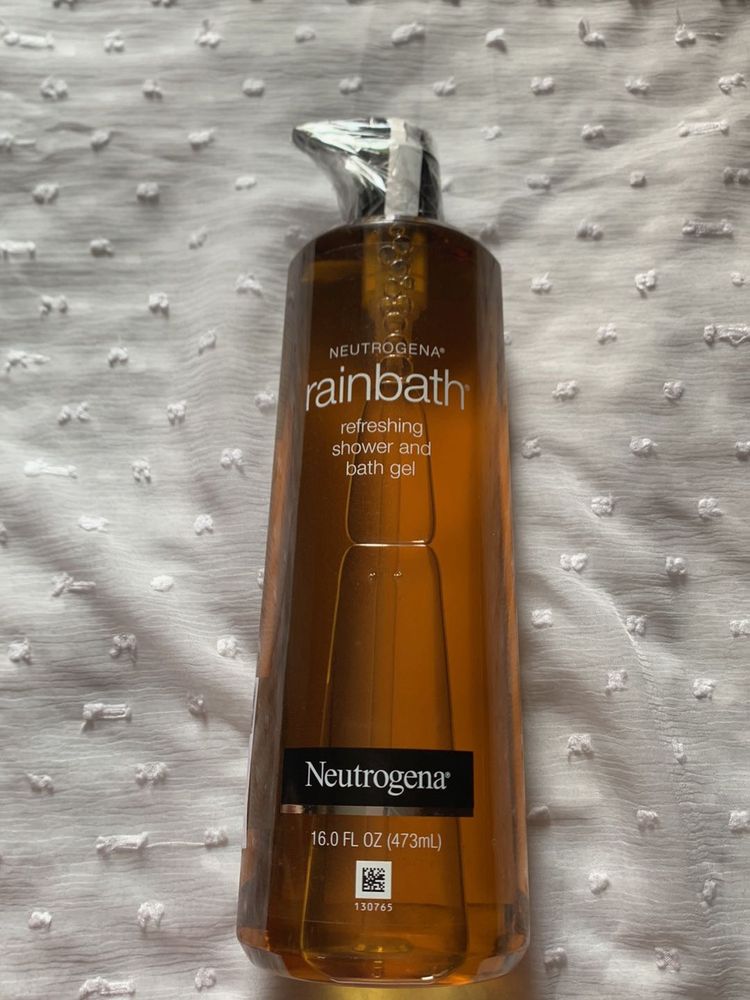 NEUTROGENA®
rainbath®
refreshing
shower and
bath gel
Neutrogena®
16.0 FL OZ (473mL)
130765